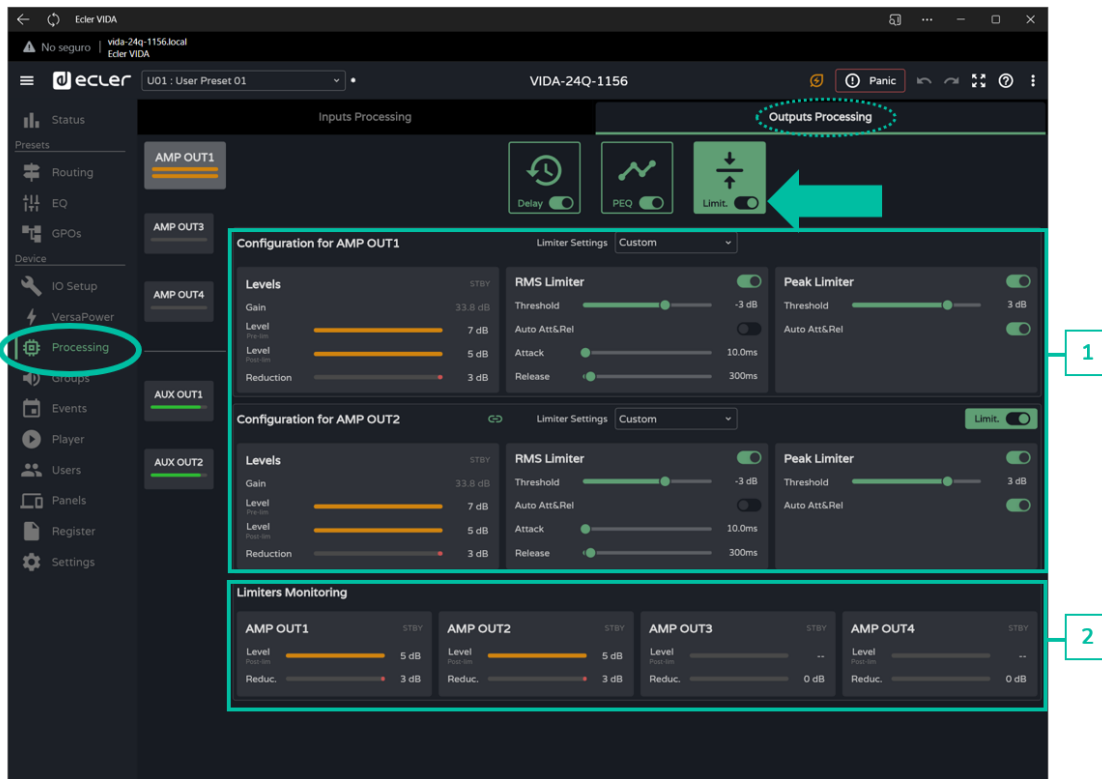 Ecler VIDA
No seguro
vida-24q-1156.local
Ecler VIDA
ecler
U01 : User Preset 01
VIDA-24Q-1156
Panic
Status
Presets
Routing
EQ
GPOs
Device
IO Setup
VersaPower
Processing
Groups
Events
Player
Users
Panels
Register
Settings
Inputs Processing
Outputs Processing
AMP OUT1
AMP OUT3
AMP OUT4
AUX OUT1
AUX OUT2
Delay
PEQ
Limit.
Configuration for AMP OUT1
Limiter Settings Custom
Levels STBY
Gain 33.8 dB
Level 7 dB
Pre-lim
Level 5 dB
Post-lim
Reduction 3 dB
RMS Limiter
Threshold -3 dB
Auto Att&Rel
Attack 10.0ms
Release 300ms
Peak Limiter
Threshold 3 dB
Auto Att&Rel
1
Configuration for AMP OUT2
Limiter Settings Custom
Limit.
Levels STBY
Gain 33.8 dB
Level 7 dB
Pre-lim
Level 5 dB
Post-lim
Reduction 3 dB
RMS Limiter
Threshold -3 dB
Auto Att&Rel
Attack 10.0ms
Release 300ms
Peak Limiter
Threshold 3 dB
Auto Att&Rel
Limiters Monitoring
AMP OUT1 STBY
Level 5 dB
Post-lim
Reduc. 3 dB
AMP OUT2 STBY
Level 5 dB
Post-lim
Reduc. 3 dB
AMP OUT3 STBY
Level --
Post-lim
Reduc. 0 dB
AMP OUT4 STBY
Level --
Post-lim
Reduc. 0 dB
2